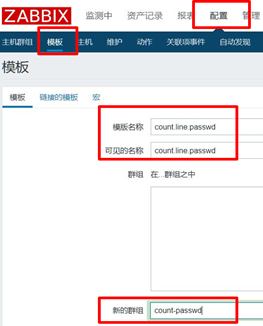 ZABBIX 监测中 资产记录 报表 配置 管理
主机群组 模板 主机 维护 动作 关联项事件 自动发现
模板
模板 链接的模板 宏
模版名称 count.line.passwd
可见的名称 count.line.passwd
群组 在...群组之中
新的群组 count-passwd